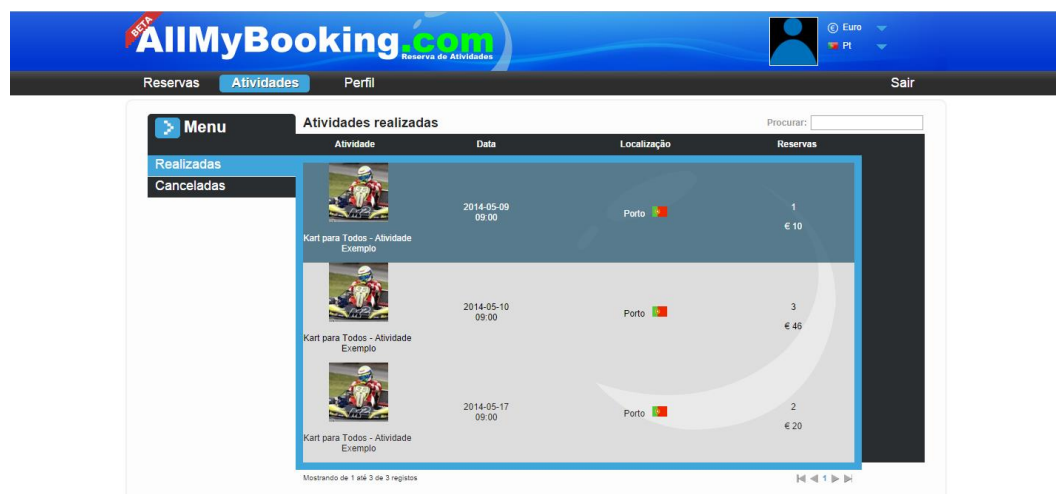 BETA
AllMyBooking.com
Reserva de Atividades
Euro
Pt
Reservas Atividades Perfil Sair
Menu
Realizadas
Canceladas
Atividades realizadas
Procurar:
Atividade Data Localização Reservas
2014-05-09
09:00
Porto
1
€ 10
Kart para Todos - Atividade
Exemplo
2014-05-10
09:00
Porto
3
€ 46
Kart para Todos - Atividade
Exemplo
2014-05-17
09:00
Porto
2
€ 20
Kart para Todos - Atividade
Exemplo
Mostrando de 1 até 3 de 3 registos
1